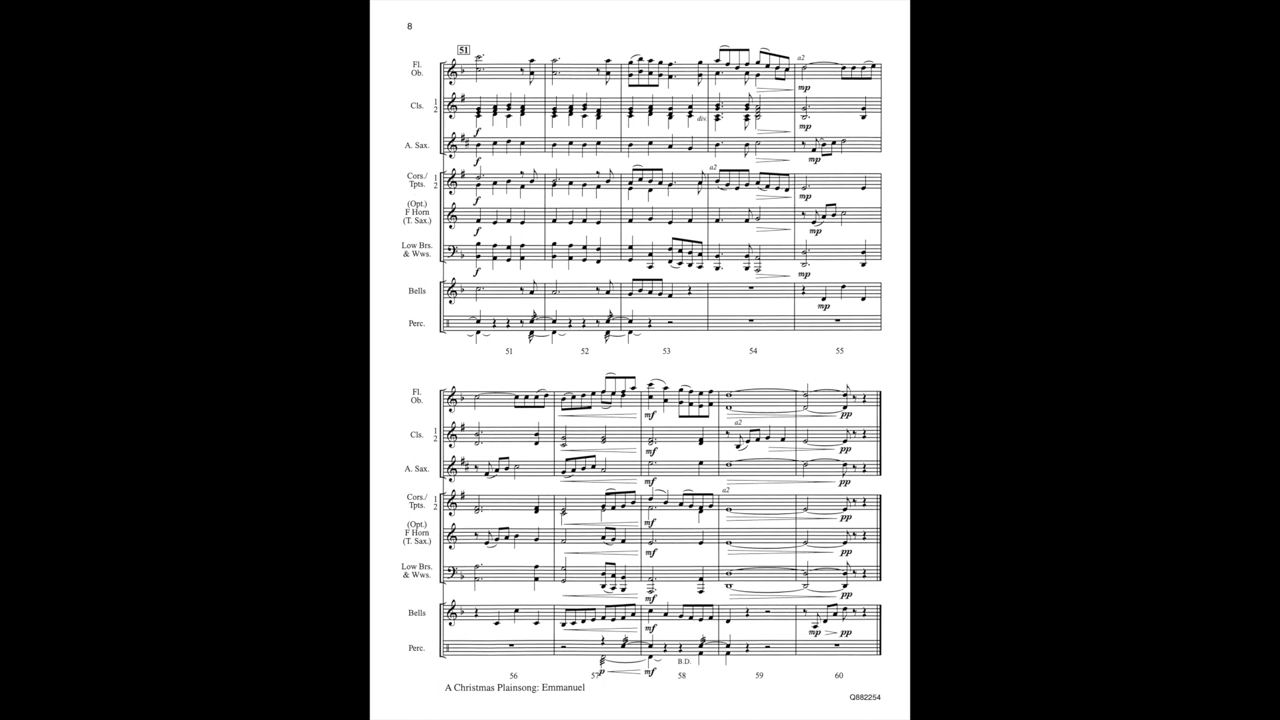 8
51
Fl.
Ob.
a2
mp
Cls. 1
2
div.
f
mp
A. Sax.
f
mp
Cors./
Tpts. 1
2
a2
f
mp
(Opt.)
F Horn
(T. Sax.)
f
mp
Low Brs.
& Wws.
f
mp
Bells
mp
Perc.
51 52 53 54 55
Fl.
Ob.
mf
pp
Cls. 1
2
a2
mf
pp
A. Sax.
mf
pp
Cors./
Tpts. 1
2
a2
mf
pp
(Opt.)
F Horn
(T. Sax.)
mf
pp
Low Brs.
& Wws.
mf
pp
Bells
mf
mp pp
Perc.
B.D.
p mf
56 57 58 59 60
A Christmas Plainsong: Emmanuel
Q882254